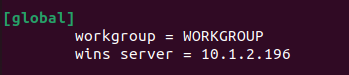 [global]
workgroup = WORKGROUP
wins server = 10.1.2.196